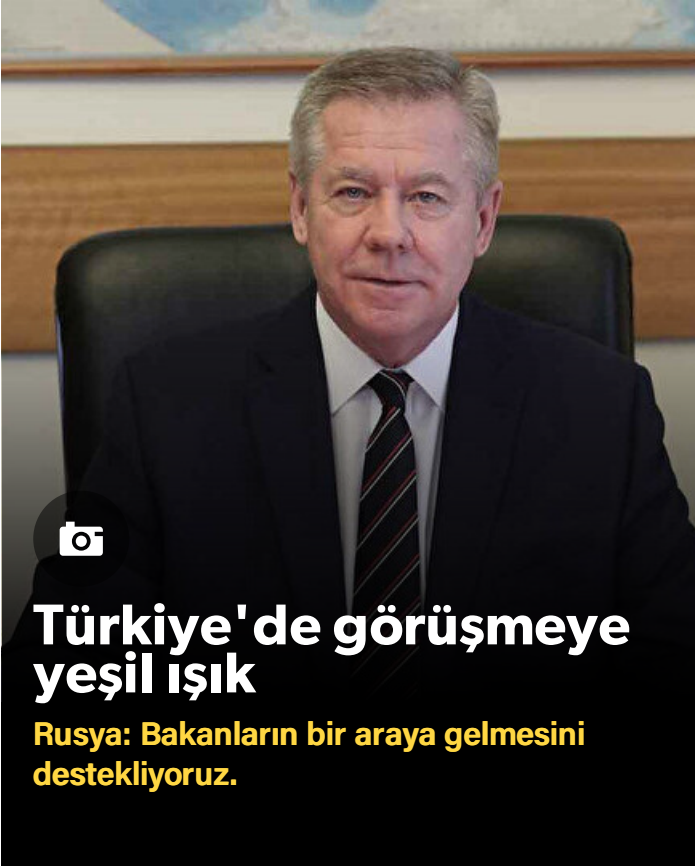 Türkiye'de görüşmeye
yeşil ışık
Rusya: Bakanların bir araya gelmesini
destekliyoruz.